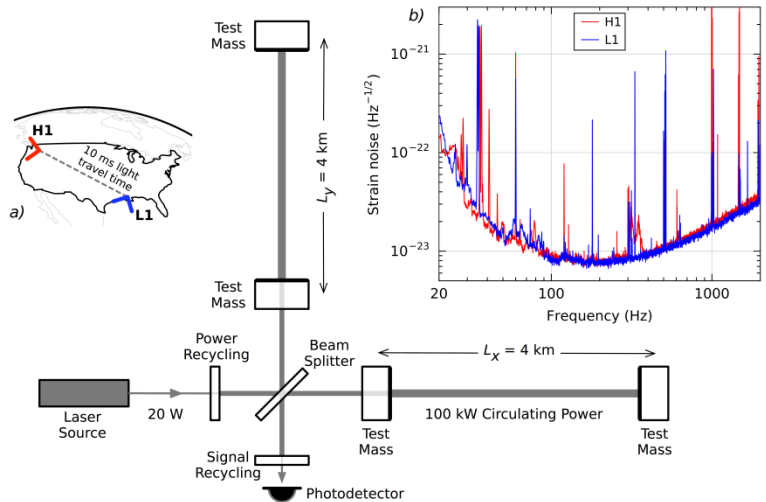 Test
Mass
b)
H1
L1
10⁻²¹
10⁻²²
10⁻²³
Strain noise (Hz⁻¹/²)
20
100
1000
Frequency (Hz)
H1
10 ms light
travel time
L1
a)
Ly = 4 km
Test
Mass
Power
Recycling
Beam
Splitter
Lx = 4 km
Laser
Source
20 W
100 kW Circulating Power
Test
Mass
Test
Mass
Signal
Recycling
Photodetector